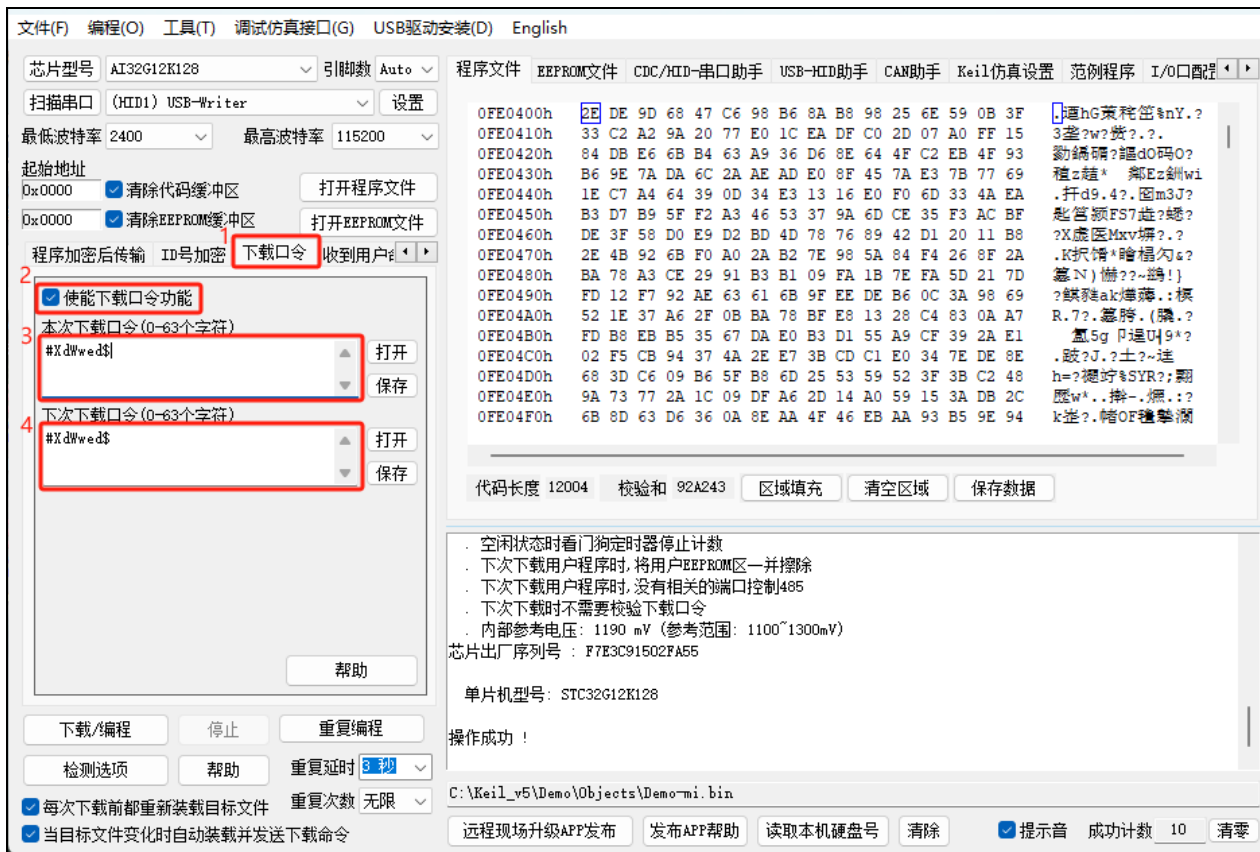 文件(F) 编程(O) 工具(T) 调试仿真接口(G) USB驱动安装(D) English
芯片型号 AI32G12K128 引脚数 Auto
扫描串口 (HID1) USB-Writer 设置
最低波特率 2400 最高波特率 115200
起始地址
0x0000 清除代码缓冲区 打开程序文件
0x0000 清除EEPROM缓冲区 打开EEPROM文件
1
程序加密后传输 ID号加密 下载口令 收到用户
2
使能下载口令功能
本次下载口令(0-63个字符)
3
#XdWwed$
打开
保存
下次下载口令(0-63个字符)
4
#XdWwed$
打开
保存
帮助
下载/编程 停止 重复编程
检测选项 帮助 重复延时 3 秒
每次下载前都重新装载目标文件 重复次数 无限
当目标文件变化时自动装载并发送下载命令
程序文件 EEPROM文件 CDC/HID-串口助手 USB-HID助手 CAN助手 Keil仿真设置 范例程序 I/O口配
0FE0400h 2E DE 9D 68 47 C6 98 B6 8A B8 98 25 6E 59 0B 3F
0FE0410h 33 C2 A2 9A 20 77 E0 1C EA DF C0 2D 07 A0 FF 15
0FE0420h 84 DB E6 6B B4 63 A9 36 D6 8E 64 4F C2 EB 4F 93
0FE0430h B6 9E 7A DA 6C 2A AE AD E0 8F 45 7A E3 7B 77 69
0FE0440h 1E C7 A4 64 39 0D 34 E3 13 16 E0 F0 6D 33 4A EA
0FE0450h B3 D7 B9 5F F2 A3 46 53 37 9A 6D CE 35 F3 AC BF
0FE0460h DE 3F 58 D0 E9 D2 BD 4D 78 76 89 42 D1 20 11 B8
0FE0470h 2E 4B 92 6B F0 A0 2A B2 7E 98 5A 84 F4 26 8F 2A
0FE0480h BA 78 A3 CE 29 91 B3 B1 09 FA 1B 7E FA 5D 21 7D
0FE0490h FD 12 F7 92 AE 63 61 6B 9F EE DE B6 0C 3A 98 69
0FE04A0h 52 1E 37 A6 2F 0B BA 78 BF E8 13 28 C4 83 0A A7
0FE04B0h FD B8 EB B5 35 67 DA E0 B3 D1 55 A9 CF 39 2A E1
0FE04C0h 02 F5 CB 94 37 4A 2E E7 3B CD C1 E0 34 7E DE 8E
0FE04D0h 68 3D C6 09 B6 5F B8 6D 25 53 59 52 3F 3B C2 48
0FE04E0h 9A 73 77 2A 1C 09 DF A6 2D 14 A0 59 15 3A DB 2C
0FE04F0h 6B 8D 63 D6 36 0A 8E AA 4F 46 EB AA 93 B5 9E 94
代码长度 12004 校验和 92A243 区域填充 清空区域 保存数据
. 空闲状态时看门狗定时器停止计数
. 下次下载用户程序时,将用户EEPROM区一并擦除
. 下次下载用户程序时,没有相关的端口控制485
. 下次下载时不需要校验下载口令
. 内部参考电压: 1190 mV (参考范围: 1100~1300mV)
芯片出厂序列号 : F7E3C91502FA55
单片机型号: STC32G12K128
操作成功 !
C:\Keil_v5\Demo\Objects\Demo-mi.bin
远程现场升级APP发布 发布APP帮助 读取本机硬盘号 清除 提示音 成功计数 10 清零